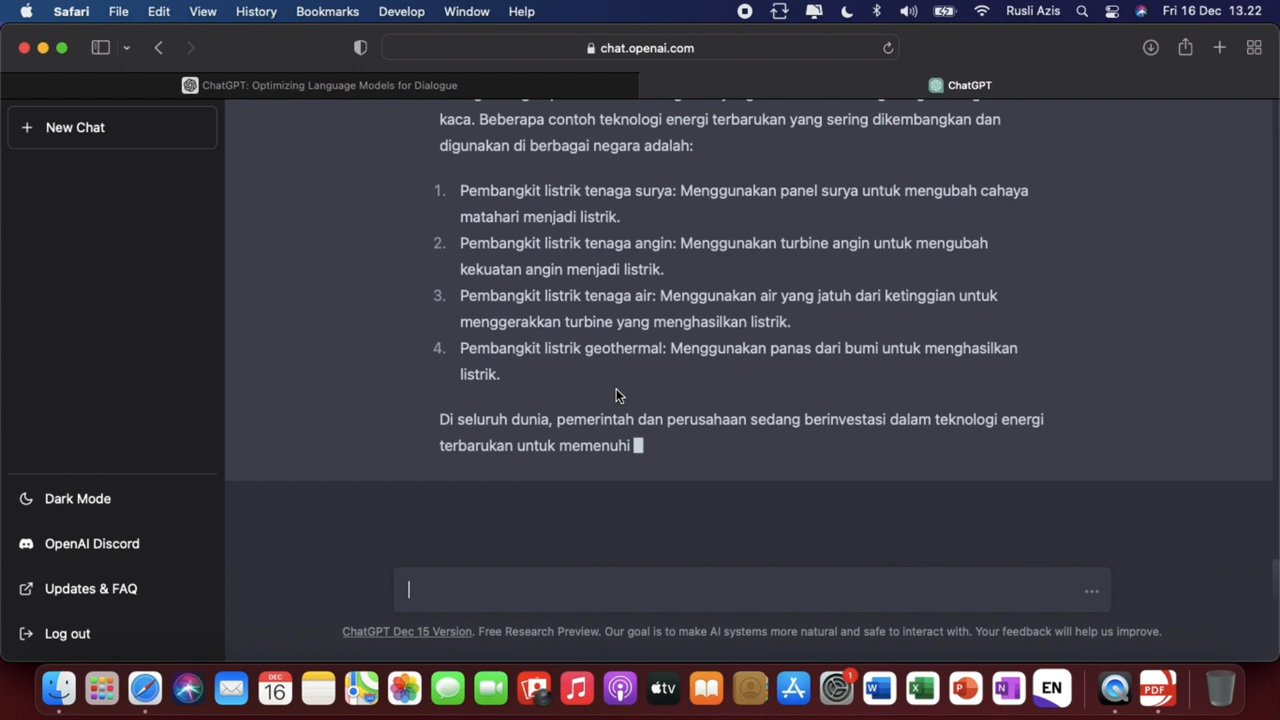 Safari File Edit View History Bookmarks Develop Window Help Rusli Azis Fri 16 Dec 13.22
chat.openai.com
ChatGPT: Optimizing Language Models for Dialogue ChatGPT
+ New Chat
kaca. Beberapa contoh teknologi energi terbarukan yang sering dikembangkan dan
digunakan di berbagai negara adalah:
1. Pembangkit listrik tenaga surya: Menggunakan panel surya untuk mengubah cahaya
matahari menjadi listrik.
2. Pembangkit listrik tenaga angin: Menggunakan turbine angin untuk mengubah
kekuatan angin menjadi listrik.
3. Pembangkit listrik tenaga air: Menggunakan air yang jatuh dari ketinggian untuk
menggerakkan turbine yang menghasilkan listrik.
4. Pembangkit listrik geothermal: Menggunakan panas dari bumi untuk menghasilkan
listrik.
Di seluruh dunia, pemerintah dan perusahaan sedang berinvestasi dalam teknologi energi
terbarukan untuk memenuhi
Dark Mode
OpenAI Discord
Updates & FAQ
Log out
ChatGPT Dec 15 Version. Free Research Preview. Our goal is to make AI systems more natural and safe to interact with. Your feedback will help us improve.
DEC
16
tv
1
W
X
P
N
EN
PDF